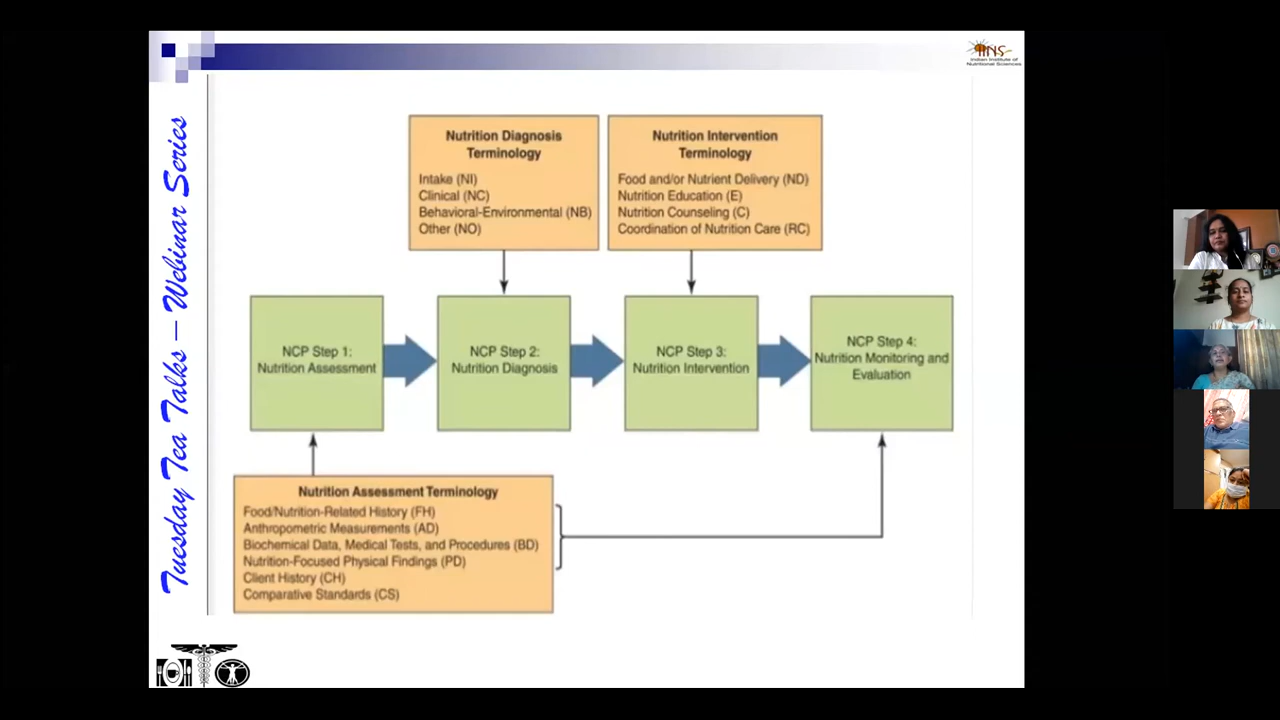 IINS
Indian Institute of
Nutritional Sciences
Tuesday Tea Talks – Webinar Series
Nutrition Diagnosis
Terminology
Intake (NI)
Clinical (NC)
Behavioral-Environmental (NB)
Other (NO)
Nutrition Intervention
Terminology
Food and/or Nutrient Delivery (ND)
Nutrition Education (E)
Nutrition Counseling (C)
Coordination of Nutrition Care (RC)
NCP Step 1:
Nutrition Assessment
NCP Step 2:
Nutrition Diagnosis
NCP Step 3:
Nutrition Intervention
NCP Step 4:
Nutrition Monitoring and
Evaluation
Nutrition Assessment Terminology
Food/Nutrition-Related History (FH)
Anthropometric Measurements (AD)
Biochemical Data, Medical Tests, and Procedures (BD)
Nutrition-Focused Physical Findings (PD)
Client History (CH)
Comparative Standards (CS)